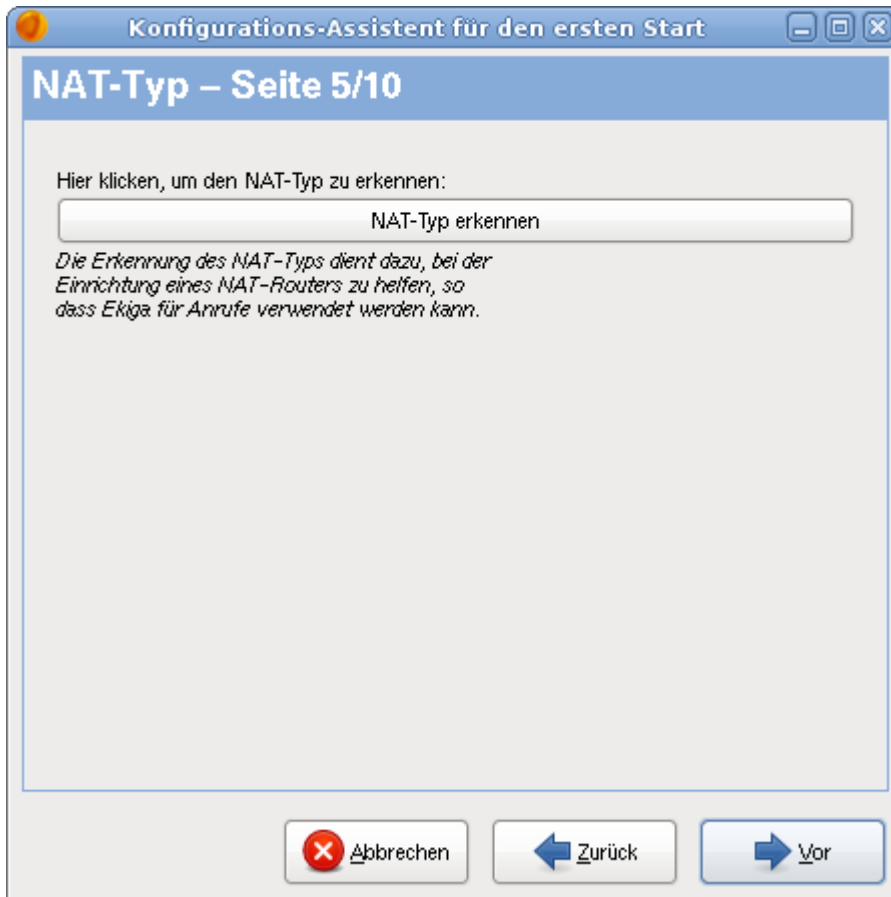 Konfigurations-Assistent für den ersten Start
NAT-Typ – Seite 5/10
Hier klicken, um den NAT-Typ zu erkennen:
NAT-Typ erkennen
Die Erkennung des NAT-Typs dient dazu, bei der
Einrichtung eines NAT-Routers zu helfen, so
dass Ekiga für Anrufe verwendet werden kann.
Abbrechen
Zurück
Vor